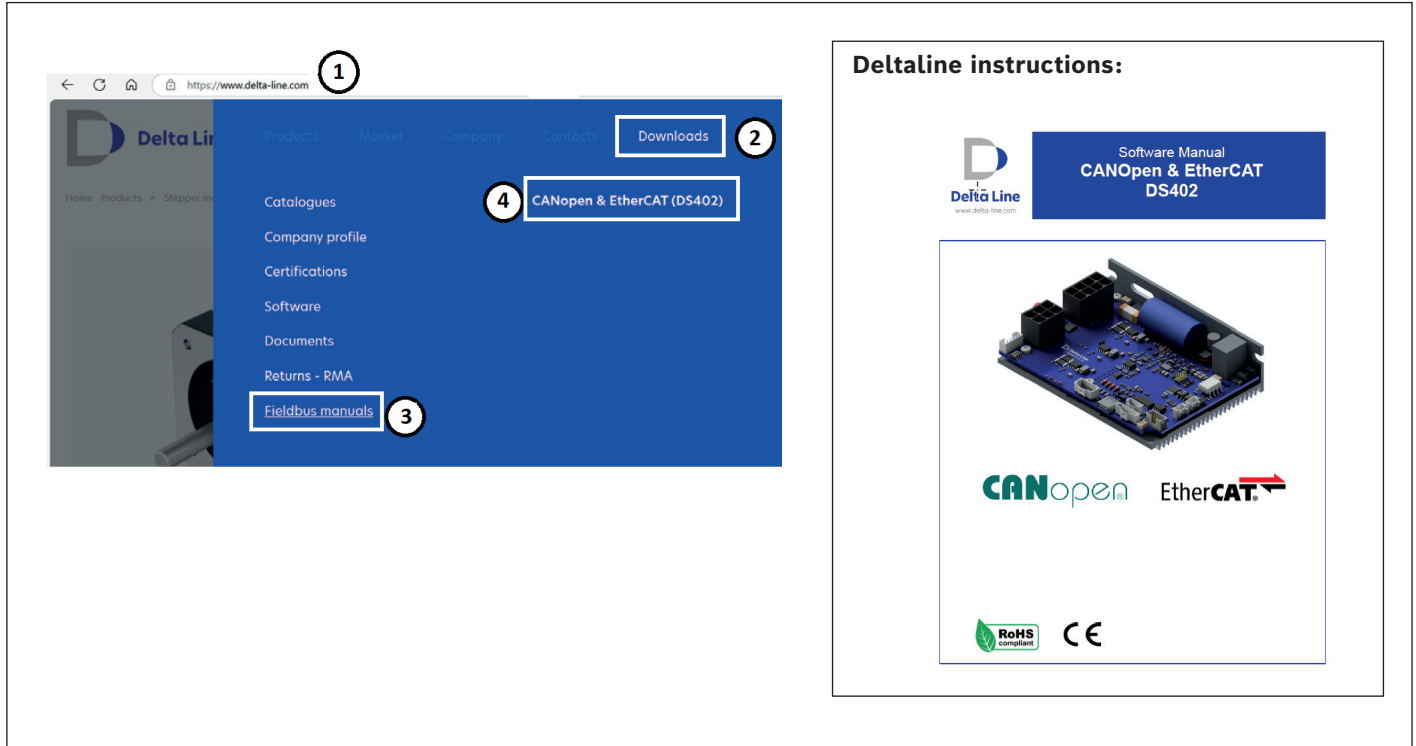 1
https://www.delta-line.com
Delta Lin
Products Market Company Contacts Downloads
2
Home Products > Stepper m
Catalogues
4
CANopen & EtherCAT (DS402)
Company profile
Certifications
Software
Documents
Returns - RMA
Fieldbus manuals
3
Deltaline instructions:
Delta Line
www.delta-line.com
Software Manual
CANOpen & EtherCAT
DS402
CANopen
EtherCAT
RoHS
compliant
CE